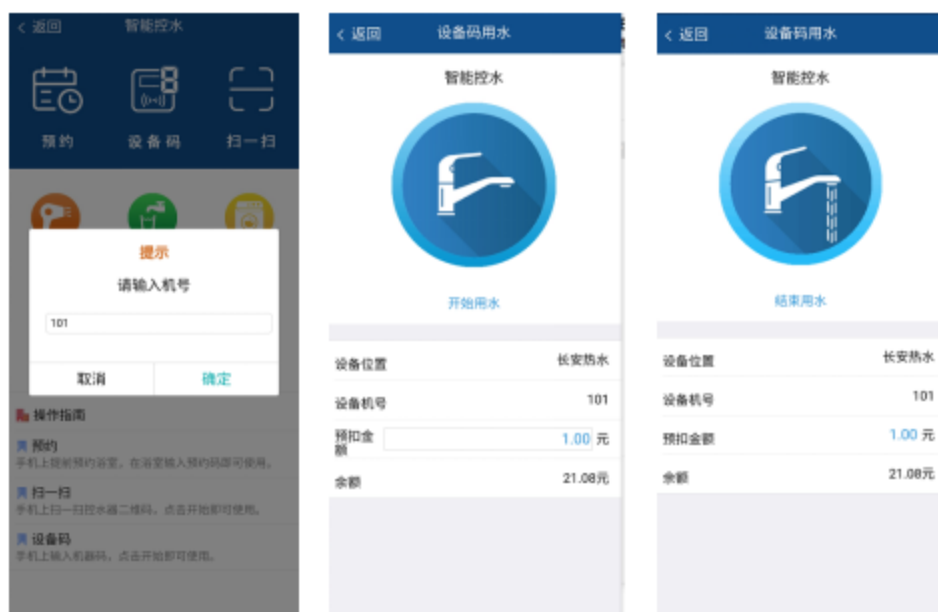 < 返回
智能控水
预约
设备码
扫一扫
提示
请输入机号
101
取消
确定
操作指南
预约
手机上提前预约浴室，在浴室输入预约码即可使用。
扫一扫
手机上扫一扫控水器二维码，点击开始即可使用。
设备码
手机上输入机器码，点击开始即可使用。
< 返回
设备码用水
智能控水
开始用水
设备位置
长安热水
设备机号
101
预扣金
额
1.00 元
余额
21.08元
< 返回
设备码用水
智能控水
结束用水
设备位置
长安热水
设备机号
101
预扣金额
1.00 元
余额
21.08元